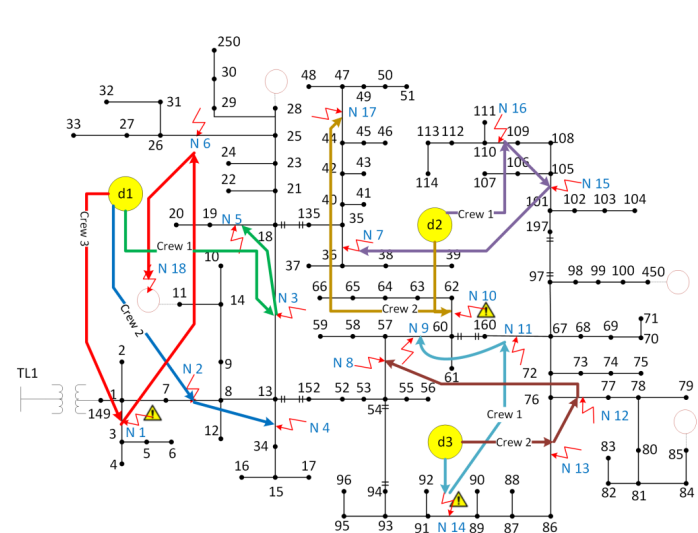 250
48 47 50
30
49 51
32 31 29 28 N 17 111 N 16
33 27 26 N 6 25 44 45 46 113 112 109 108
110
24 23 42 43 107 106 105
114
22 21 40 41 N 15
d1 101 102 103 104
20 19 N 5 135 35 d2 Crew 1 197
Crew 3 18 N 7
Crew 1
10 37 36 38 39
N 18 97 98 99 100 450
11 14 N 3 66 65 64 63 62 N 10
Crew 2 Crew 2
59 58 57 N 9 60 160 N 11 67 68 69 71
70
2 9 N 8 61 72 73 74 75
TL1 N 2
1 7 8 13 152 52 53 55 56 76 77 78 79
149 54 Crew 1
N 1 N 12
3 12 N 4 d3 Crew 2
5 6 34 N 13 83 80 85
4
16 17 96 94 92 90 88
15 82 81 84
95 93 91 N 14 89 87 86